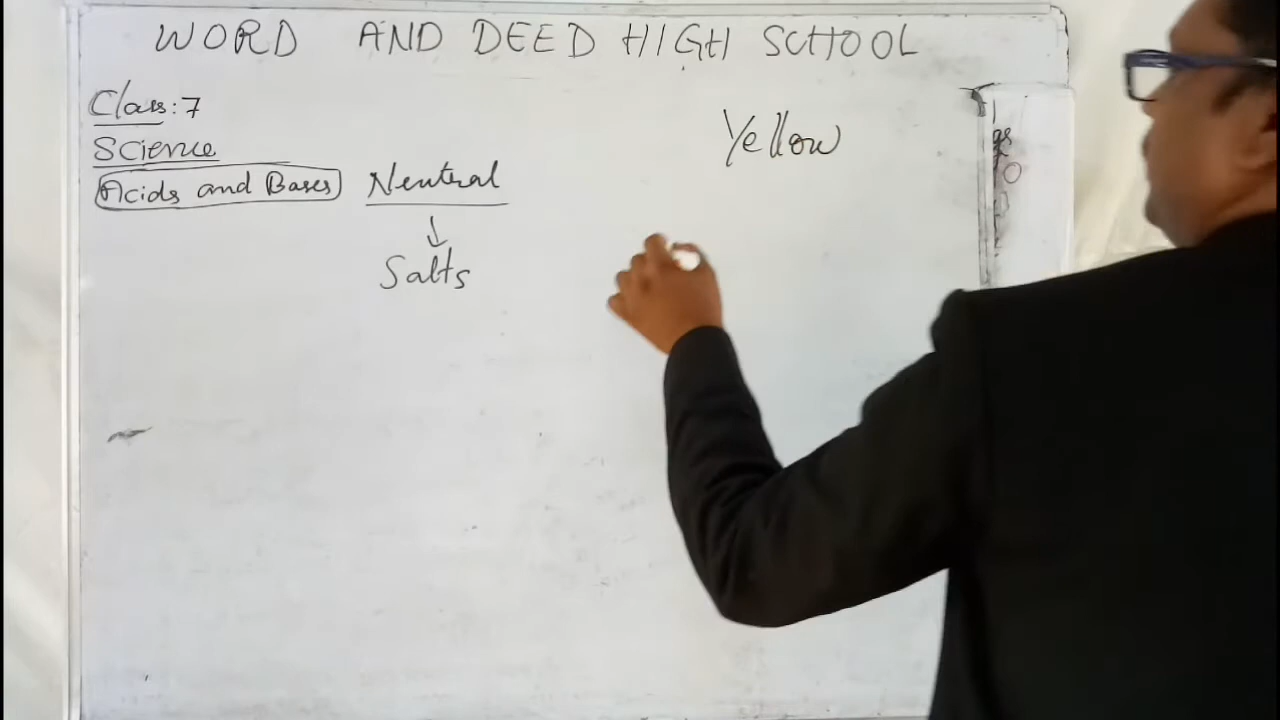 WORD AND DEED HIGH SCHOOL
Class: 7
Science
Acids and Bases Neutral
↓
Salts
Yellow